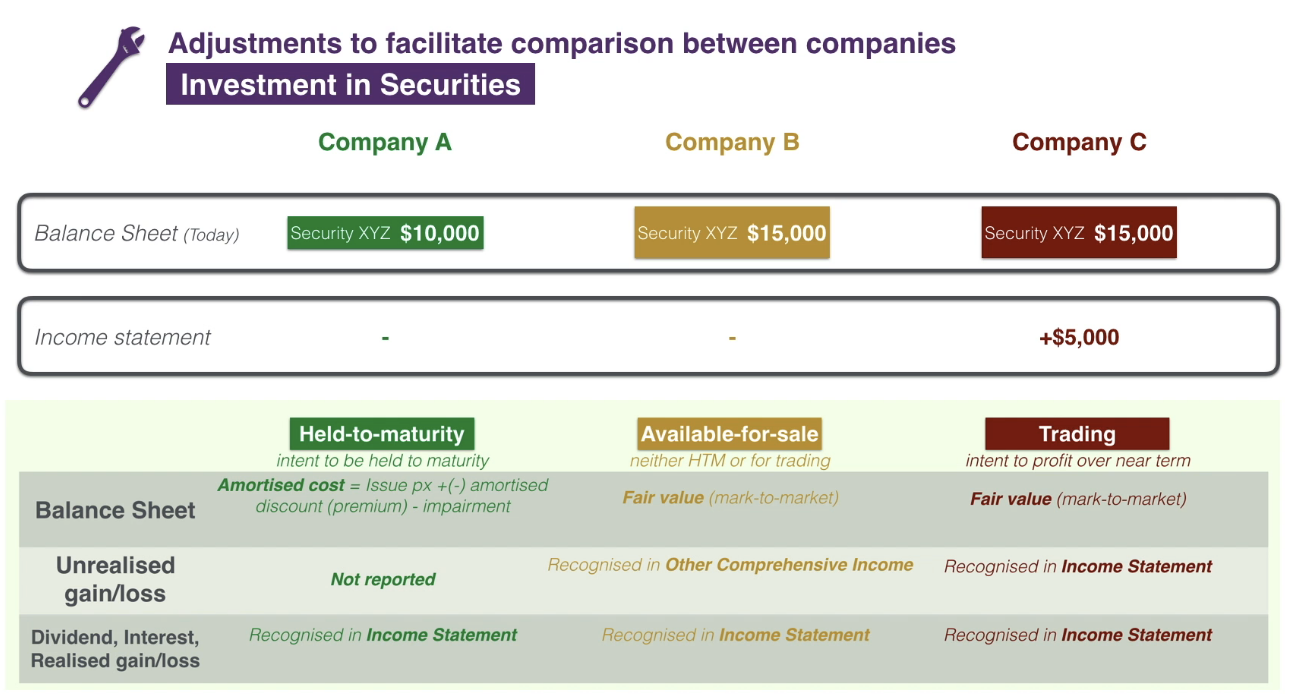 Adjustments to facilitate comparison between companies
Investment in Securities
Company A Company B Company C
Balance Sheet (Today) Security XYZ $10,000 Security XYZ $15,000 Security XYZ $15,000
Income statement - - +$5,000
Held-to-maturity Available-for-sale Trading
intent to be held to maturity neither HTM or for trading intent to profit over near term
Balance Sheet
Amortised cost = Issue px +(-) amortised
discount (premium) - impairment
Fair value (mark-to-market)
Fair value (mark-to-market)
Unrealised
gain/loss
Not reported
Recognised in Other Comprehensive Income
Recognised in Income Statement
Dividend, Interest,
Realised gain/loss
Recognised in Income Statement
Recognised in Income Statement
Recognised in Income Statement